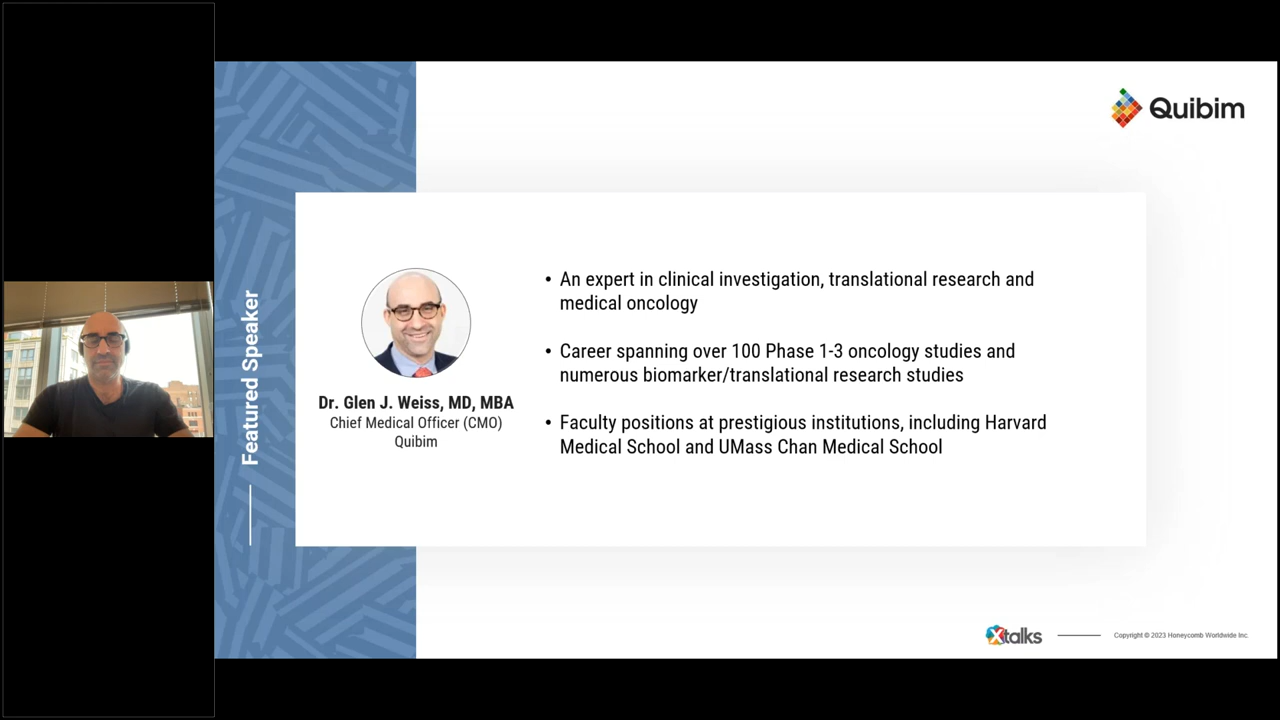 Quibim
Featured Speaker
Dr. Glen J. Weiss, MD, MBA
Chief Medical Officer (CMO)
Quibim
• An expert in clinical investigation, translational research and
medical oncology
• Career spanning over 100 Phase 1-3 oncology studies and
numerous biomarker/translational research studies
• Faculty positions at prestigious institutions, including Harvard
Medical School and UMass Chan Medical School
Xtalks
Copyright © 2023 Honeycomb Worldwide Inc.